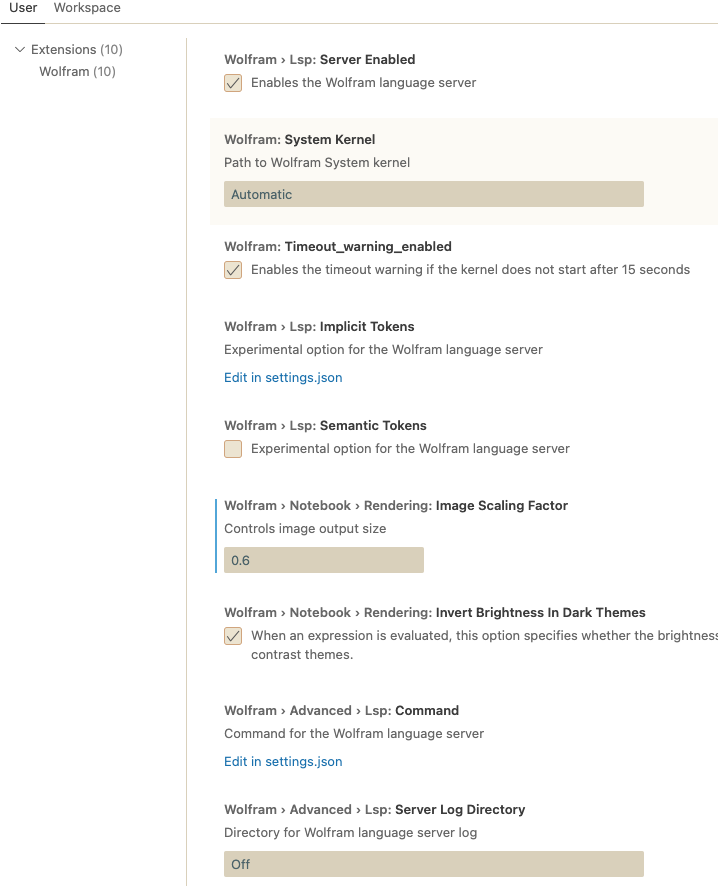 User Workspace
Extensions (10)
Wolfram (10)
Wolfram › Lsp: Server Enabled
Enables the Wolfram language server
Wolfram: System Kernel
Path to Wolfram System kernel
Automatic
Wolfram: Timeout_warning_enabled
Enables the timeout warning if the kernel does not start after 15 seconds
Wolfram › Lsp: Implicit Tokens
Experimental option for the Wolfram language server
Edit in settings.json
Wolfram › Lsp: Semantic Tokens
Experimental option for the Wolfram language server
Wolfram › Notebook › Rendering: Image Scaling Factor
Controls image output size
0.6
Wolfram › Notebook › Rendering: Invert Brightness In Dark Themes
When an expression is evaluated, this option specifies whether the brightness
contrast themes.
Wolfram › Advanced › Lsp: Command
Command for the Wolfram language server
Edit in settings.json
Wolfram › Advanced › Lsp: Server Log Directory
Directory for Wolfram language server log
Off